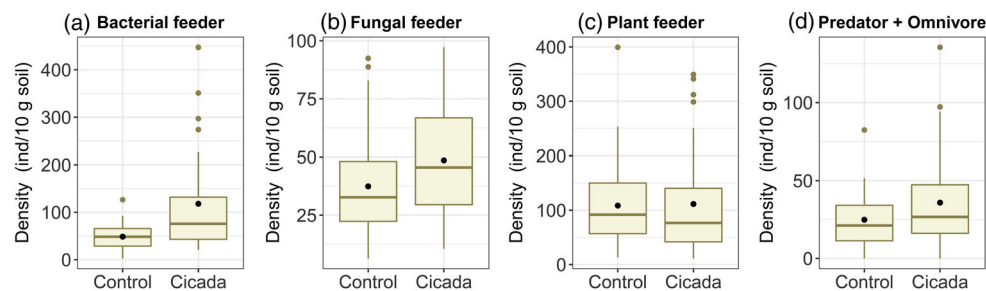 (a) Bacterial feeder
Density (ind/10 g soil)
400
300
200
100
0
Control Cicada
(b) Fungal feeder
Density (ind/10 g soil)
100
75
50
25
Control Cicada
(c) Plant feeder
Density (ind/10 g soil)
400
300
200
100
0
Control Cicada
(d) Predator + Omnivore
Density (ind/10 g soil)
100
50
0
Control Cicada